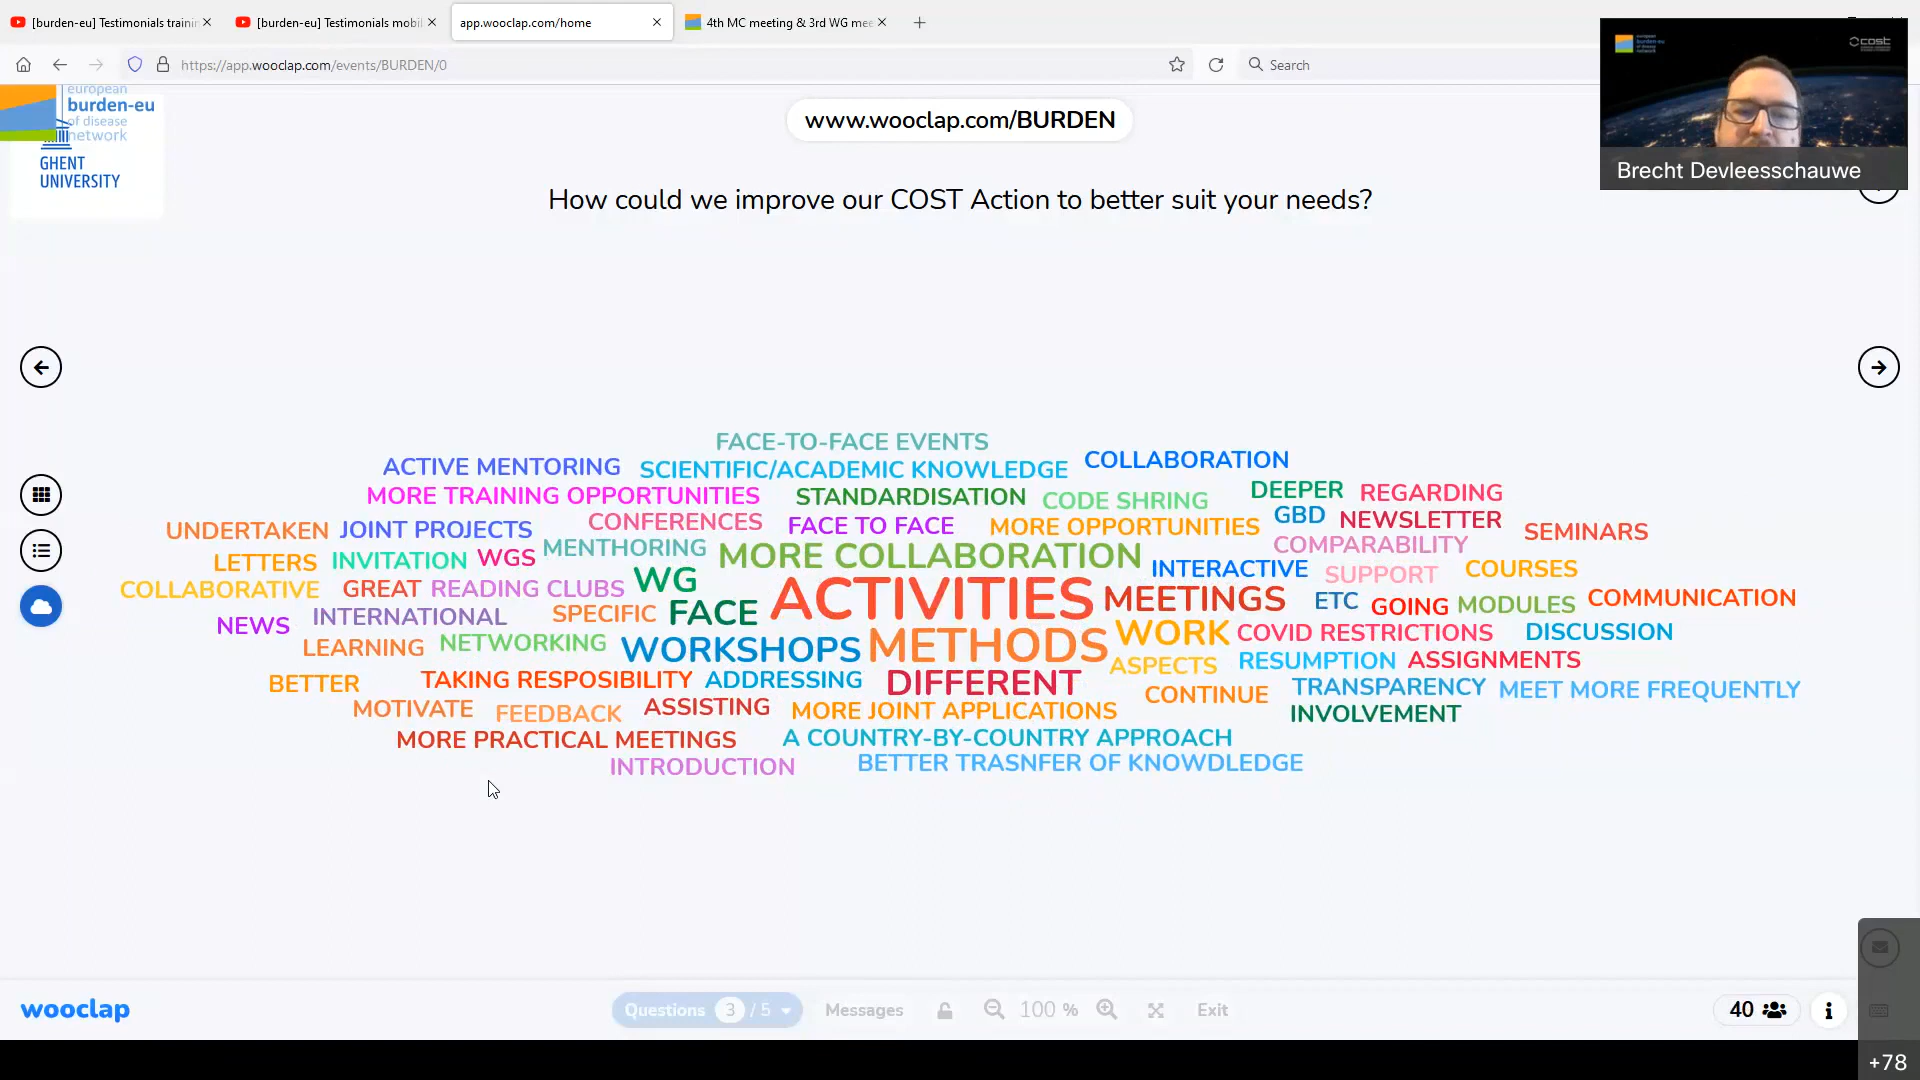 [burden-eu] Testimonials trainin
[burden-eu] Testimonials mobil
app.wooclap.com/home
4th MC meeting & 3rd WG mee
https://app.wooclap.com/events/BURDEN/0
Search
european
burden-eu
of disease
network
GHENT
UNIVERSITY
www.wooclap.com/BURDEN
cost
Brecht Devleesschauwe
How could we improve our COST Action to better suit your needs?
FACE-TO-FACE EVENTS
ACTIVE MENTORING SCIENTIFIC/ACADEMIC KNOWLEDGE COLLABORATION
MORE TRAINING OPPORTUNITIES STANDARDISATION CODE SHRING DEEPER REGARDING
UNDERTAKEN JOINT PROJECTS CONFERENCES FACE TO FACE MORE OPPORTUNITIES GBD NEWSLETTER SEMINARS
LETTERS INVITATION WGS MENTHORING MORE COLLABORATION COMPARABILITY
COLLABORATIVE GREAT READING CLUBS WG ACTIVITIES INTERACTIVE SUPPORT COURSES
NEWS INTERNATIONAL SPECIFIC FACE MEETINGS ETC GOING MODULES COMMUNICATION
LEARNING NETWORKING WORKSHOPS METHODS WORK COVID RESTRICTIONS DISCUSSION
BETTER TAKING RESPOSIBILITY ADDRESSING DIFFERENT ASPECTS RESUMPTION ASSIGNMENTS
MOTIVATE FEEDBACK ASSISTING MORE JOINT APPLICATIONS CONTINUE TRANSPARENCY MEET MORE FREQUENTLY
MORE PRACTICAL MEETINGS A COUNTRY-BY-COUNTRY APPROACH INVOLVEMENT
INTRODUCTION BETTER TRASNFER OF KNOWDLEDGE
wooclap
Questions 3 / 5
Messages
100 %
Exit
40
+78